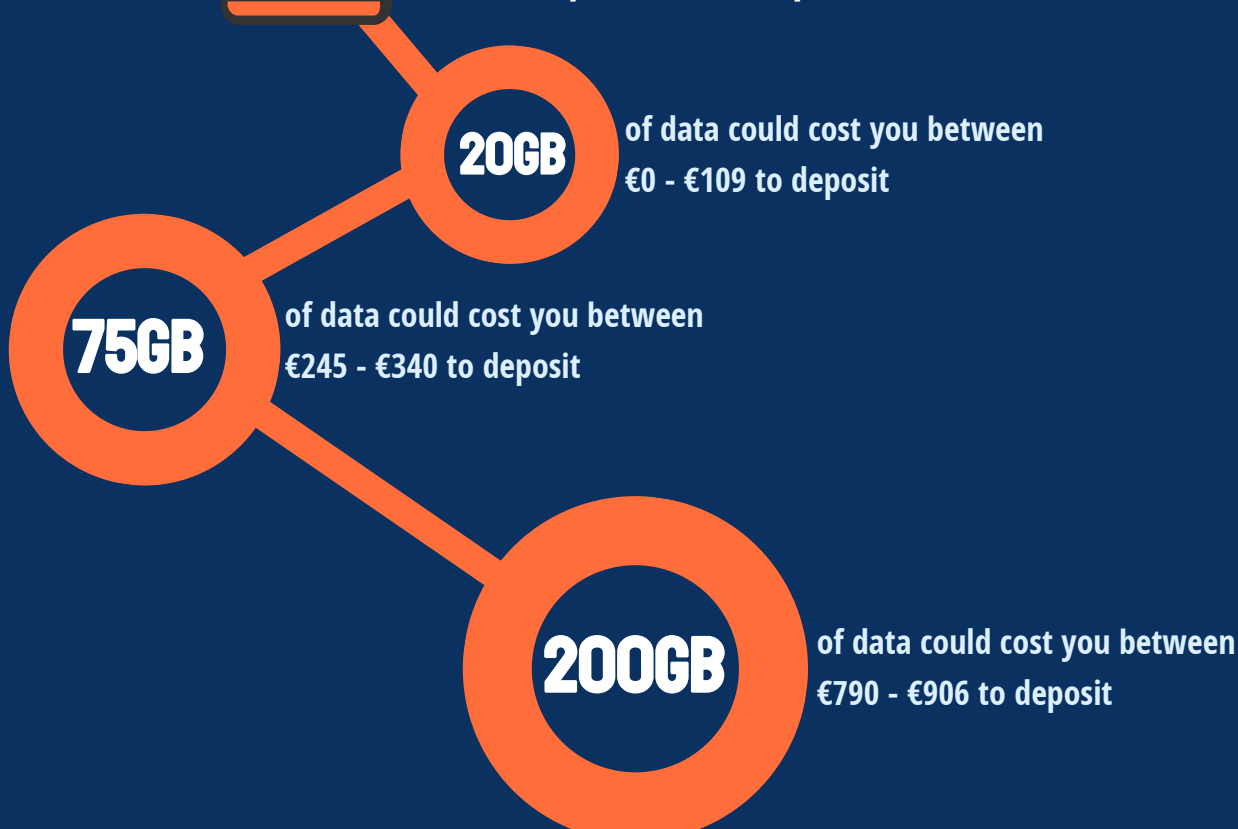 20GB
of data could cost you between
€0 - €109 to deposit
75GB
of data could cost you between
€245 - €340 to deposit
200GB
of data could cost you between
€790 - €906 to deposit